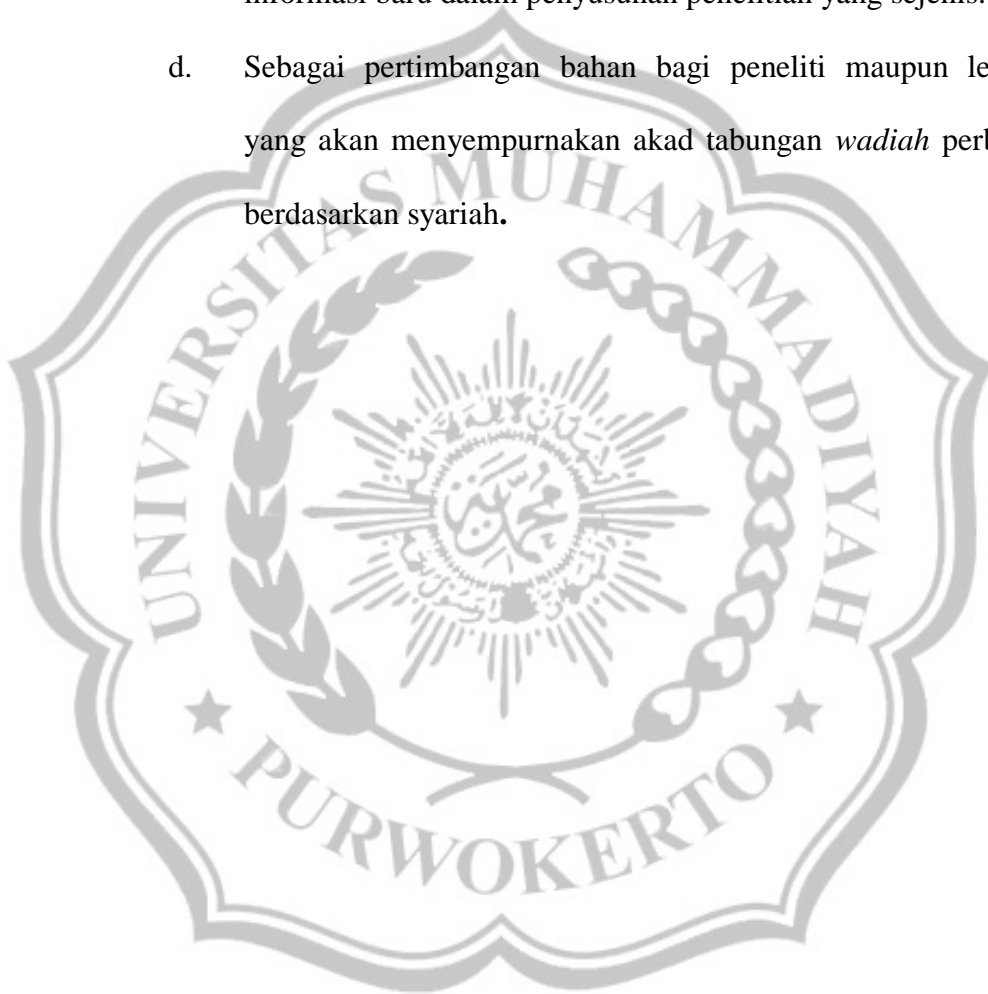 informasi baru dalam penyusunan penelitian yang sejenis.
d. Sebagai pertimbangan bahan bagi peneliti maupun le
yang akan menyempurnakan akad tabungan wadiah
berdasarkan syariah.
UNIVERSITAS MUHAMMADIYAH
PURWOKERTO